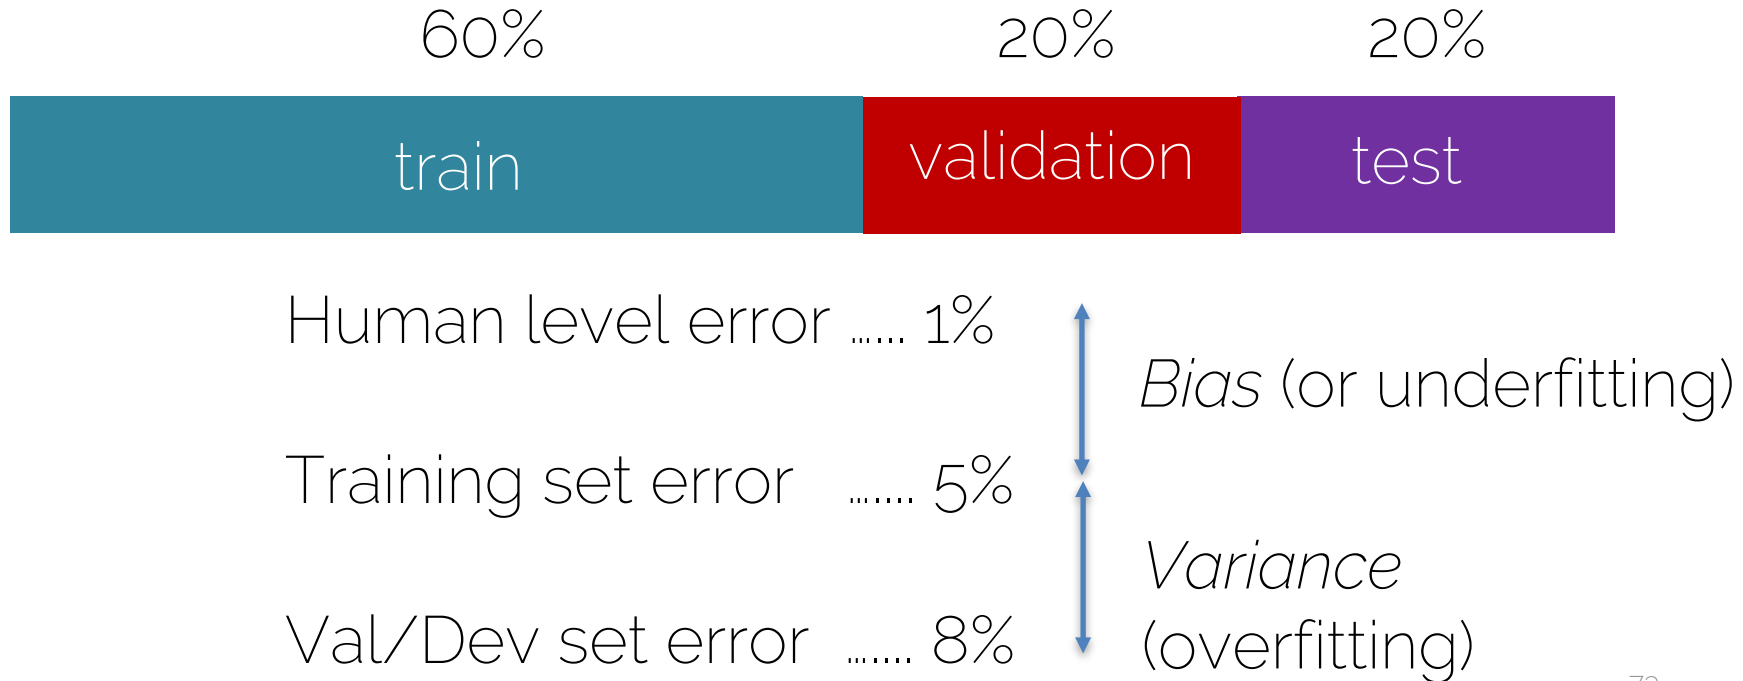 60% 20% 20%
train validation test
Human level error ...... 1%
Bias (or underfitting)
Training set error ....... 5%
Variance
(overfitting)
Val/Dev set error ....... 8%